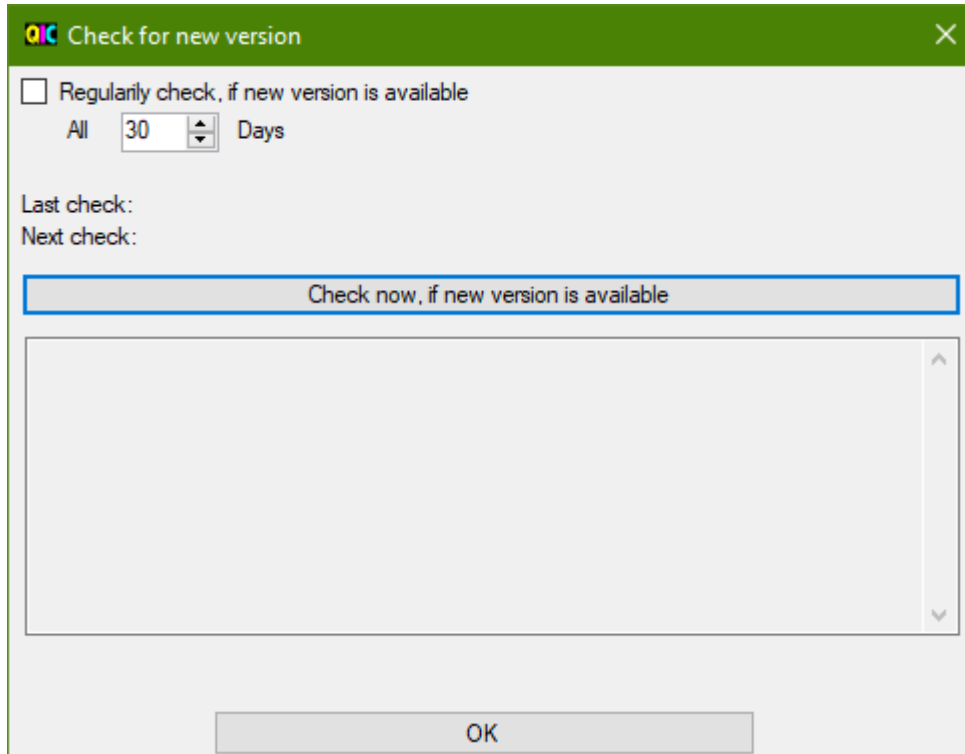 QIC Check for new version
Regularily check, if new version is available
All 30 Days
Last check:
Next check:
Check now, if new version is available
OK